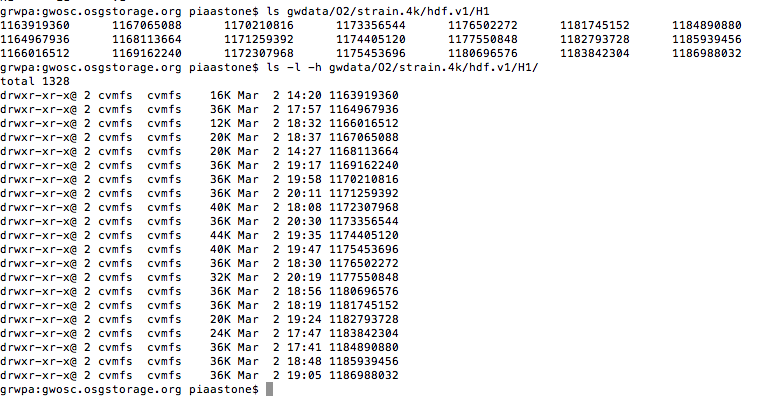 grwpa:gwosc.osgstorage.org piaastone$ ls gwdata/O2/strain.4k/hdf.v1/H1
1163919360 1167065088 1170210816 1173356544 1176502272 1181745152 1184890880
1164967936 1168113664 1171259392 1174405120 1177550848 1182793728 1185939456
1166016512 1169162240 1172307968 1175453696 1180696576 1183842304 1186988032
grwpa:gwosc.osgstorage.org piaastone$ ls -l -h gwdata/O2/strain.4k/hdf.v1/H1/
total 1328
drwxr-xr-x@ 2 cvmfs cvmfs 16K Mar 2 14:20 1163919360
drwxr-xr-x@ 2 cvmfs cvmfs 36K Mar 2 17:57 1164967936
drwxr-xr-x@ 2 cvmfs cvmfs 12K Mar 2 18:32 1166016512
drwxr-xr-x@ 2 cvmfs cvmfs 20K Mar 2 18:37 1167065088
drwxr-xr-x@ 2 cvmfs cvmfs 20K Mar 2 14:27 1168113664
drwxr-xr-x@ 2 cvmfs cvmfs 36K Mar 2 19:17 1169162240
drwxr-xr-x@ 2 cvmfs cvmfs 36K Mar 2 19:58 1170210816
drwxr-xr-x@ 2 cvmfs cvmfs 36K Mar 2 20:11 1171259392
drwxr-xr-x@ 2 cvmfs cvmfs 40K Mar 2 18:08 1172307968
drwxr-xr-x@ 2 cvmfs cvmfs 36K Mar 2 20:30 1173356544
drwxr-xr-x@ 2 cvmfs cvmfs 44K Mar 2 19:35 1174405120
drwxr-xr-x@ 2 cvmfs cvmfs 40K Mar 2 19:47 1175453696
drwxr-xr-x@ 2 cvmfs cvmfs 36K Mar 2 18:30 1176502272
drwxr-xr-x@ 2 cvmfs cvmfs 32K Mar 2 20:19 1177550848
drwxr-xr-x@ 2 cvmfs cvmfs 36K Mar 2 18:56 1180696576
drwxr-xr-x@ 2 cvmfs cvmfs 36K Mar 2 18:19 1181745152
drwxr-xr-x@ 2 cvmfs cvmfs 20K Mar 2 19:24 1182793728
drwxr-xr-x@ 2 cvmfs cvmfs 24K Mar 2 17:47 1183842304
drwxr-xr-x@ 2 cvmfs cvmfs 36K Mar 2 17:41 1184890880
drwxr-xr-x@ 2 cvmfs cvmfs 36K Mar 2 18:48 1185939456
drwxr-xr-x@ 2 cvmfs cvmfs 36K Mar 2 19:05 1186988032
grwpa:gwosc.osgstorage.org piaastone$